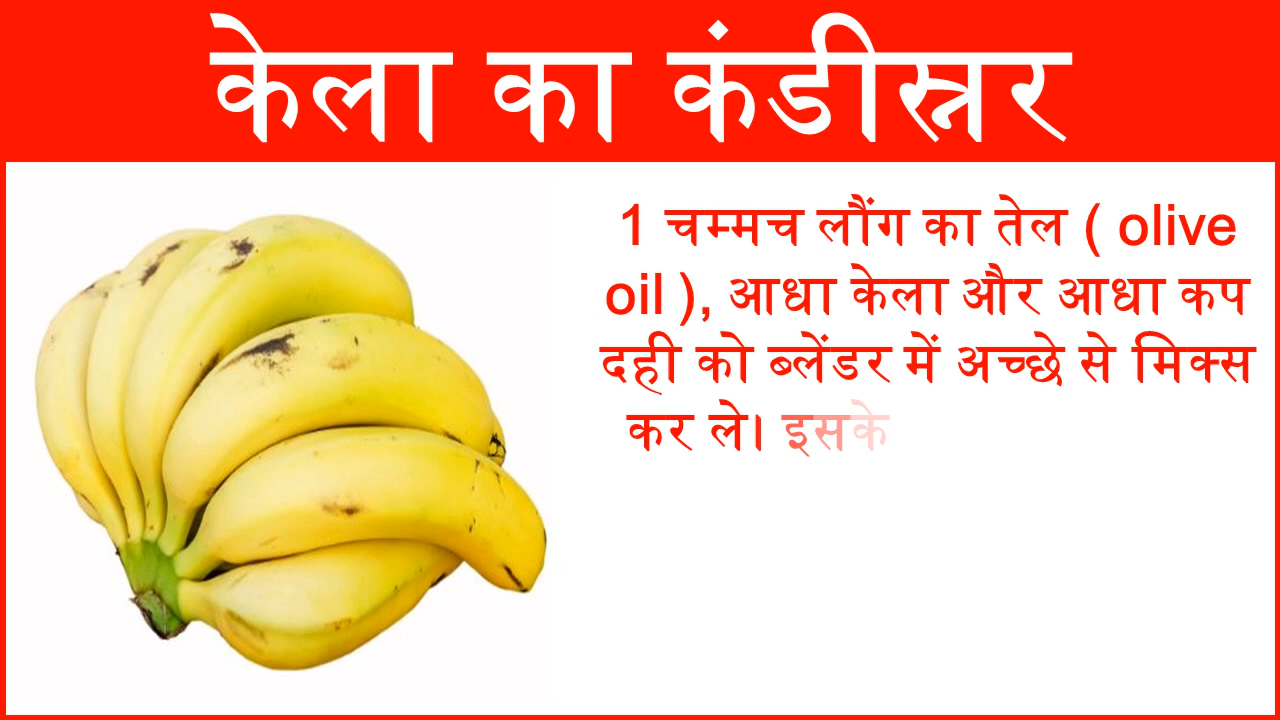 केला का कंडीस्नर
1 चम्मच लौंग का तेल ( olive
oil ), आधा केला और आधा कप
दही को ब्लेंडर में अच्छे से मिक्स
कर ले। इसके